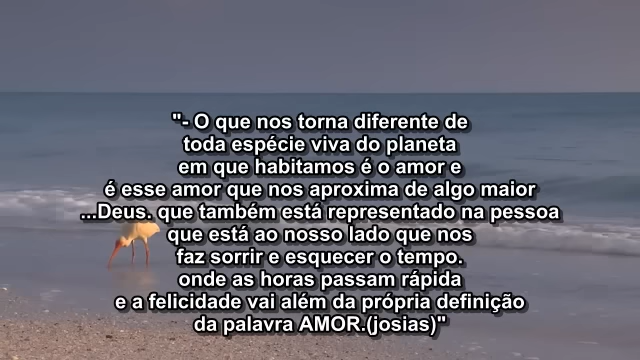 "- O que nos torna diferente de
toda espécie viva do planeta
em que habitamos é o amor e
é esse amor que nos aproxima de algo maior
...Deus. que também está representado na pessoa
que está ao nosso lado que nos
faz sorrir e esquecer o tempo.
onde as horas passam rápida
e a felicidade vai além da própria definição
da palavra AMOR.(josias)"